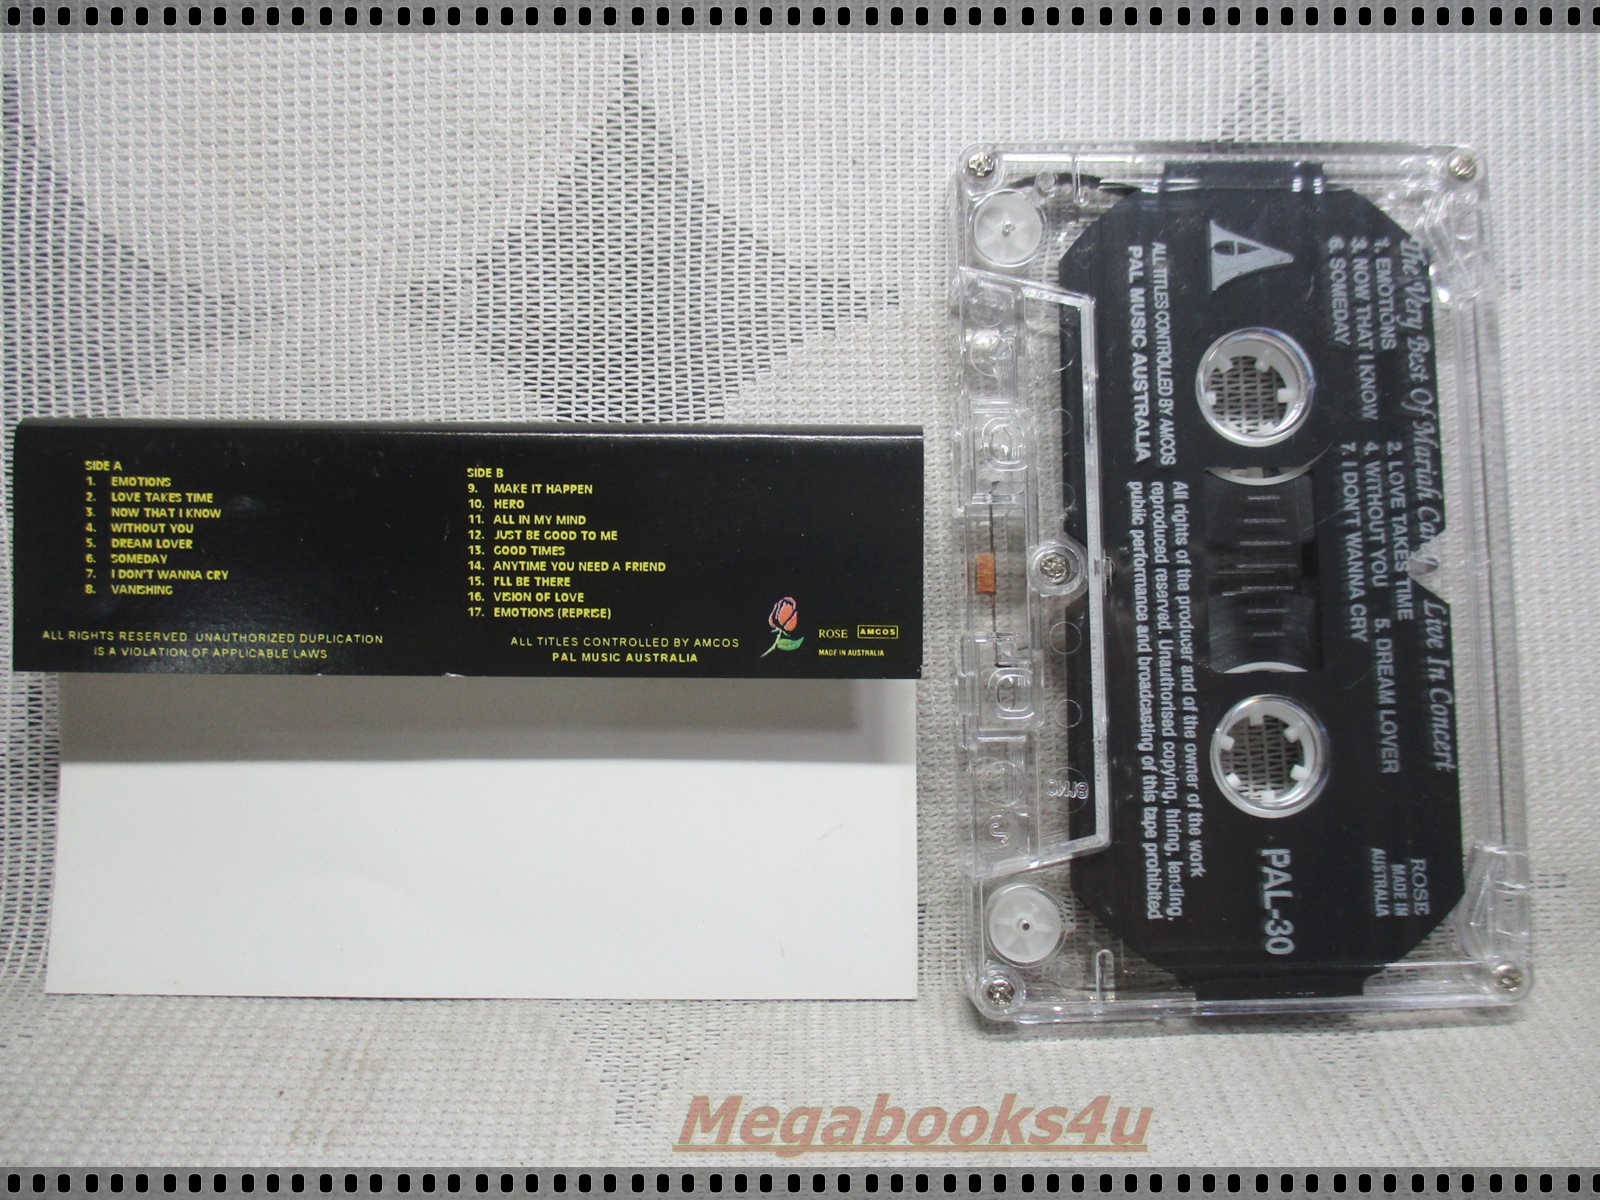 SIDE A
1. EMOTIONS
2. LOVE TAKES TIME
3. NOW THAT I KNOW
4. WITHOUT YOU
5. DREAM LOVER
6. SOMEDAY
7. I DON'T WANNA CRY
8. VANISHING
ALL RIGHTS RESERVED. UNAUTHORIZED DUPLICATION
IS A VIOLATION OF APPLICABLE LAWS
SIDE B
9. MAKE IT HAPPEN
10. HERO
11. ALL IN MY MIND
12. JUST BE GOOD TO ME
13. GOOD TIMES
14. ANYTIME YOU NEED A FRIEND
15. I'LL BE THERE
16. VISION OF LOVE
17. EMOTIONS (REPRISE)
ALL TITLES CONTROLLED BY AMCOS
PAL MUSIC AUSTRALIA
ROSE AMCOS
MADE IN AUSTRALIA
The Very Best Of Mariah Live In Concert
1. EMOTIONS 2. LOVE TAKES TIME
3. NOW THAT I KNOW 4. WITHOUT YOU 5. DREAM LOVER
6. SOMEDAY 7. I DON'T WANNA CRY
ROSE
MADE IN
AUSTRALIA
A
PAL-30
ALL TITLES CONTROLLED BY AMCOS
PAL MUSIC AUSTRALIA
All rights of the producer and of the owner of the work
reproduced reserved. Unauthorised copying, hiring, lending,
public performance and broadcasting of this tape prohibited
Megabooks4u